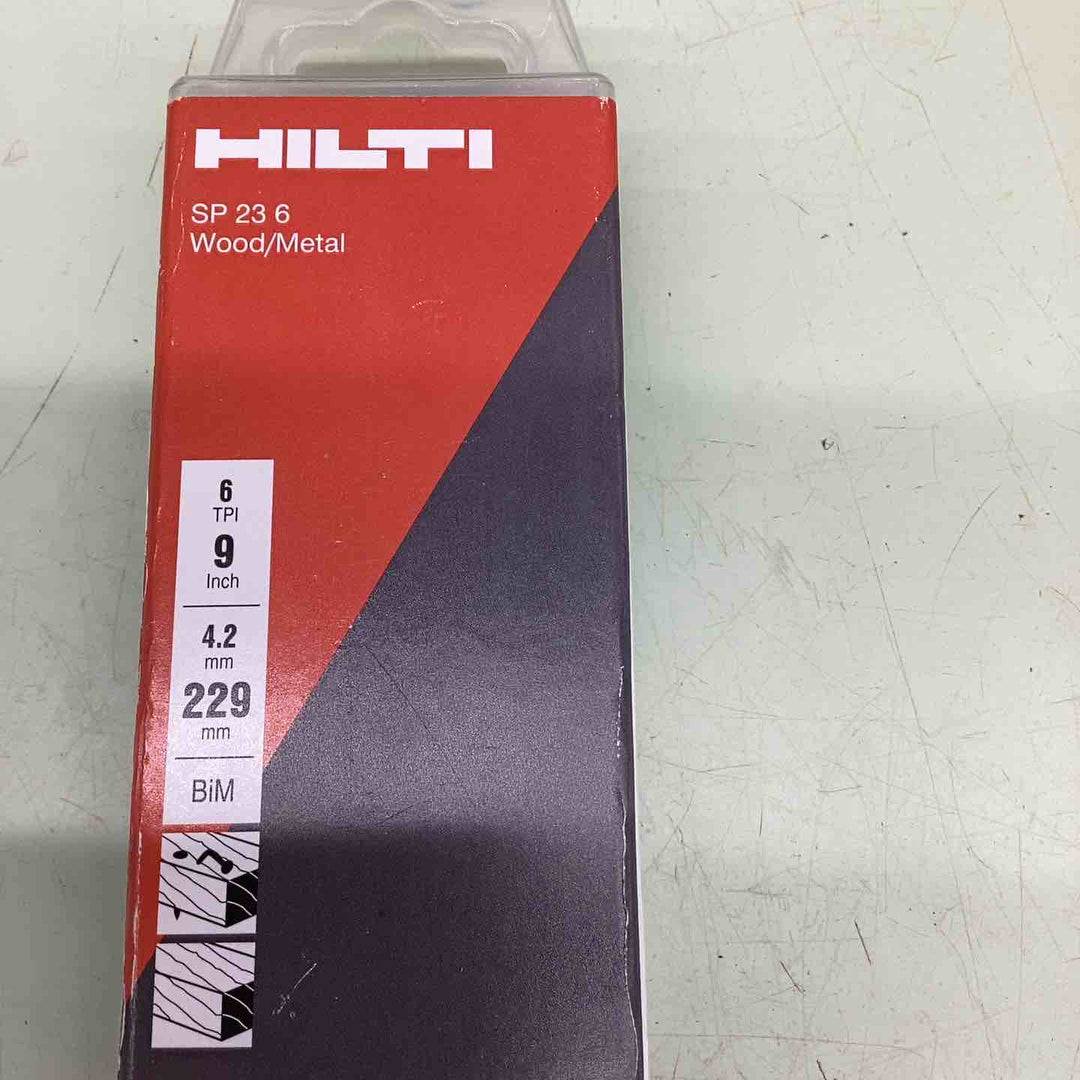 HILTI
SP 23 6
Wood/Metal
6
TPI
9
Inch
4.2
mm
229
mm
BiM